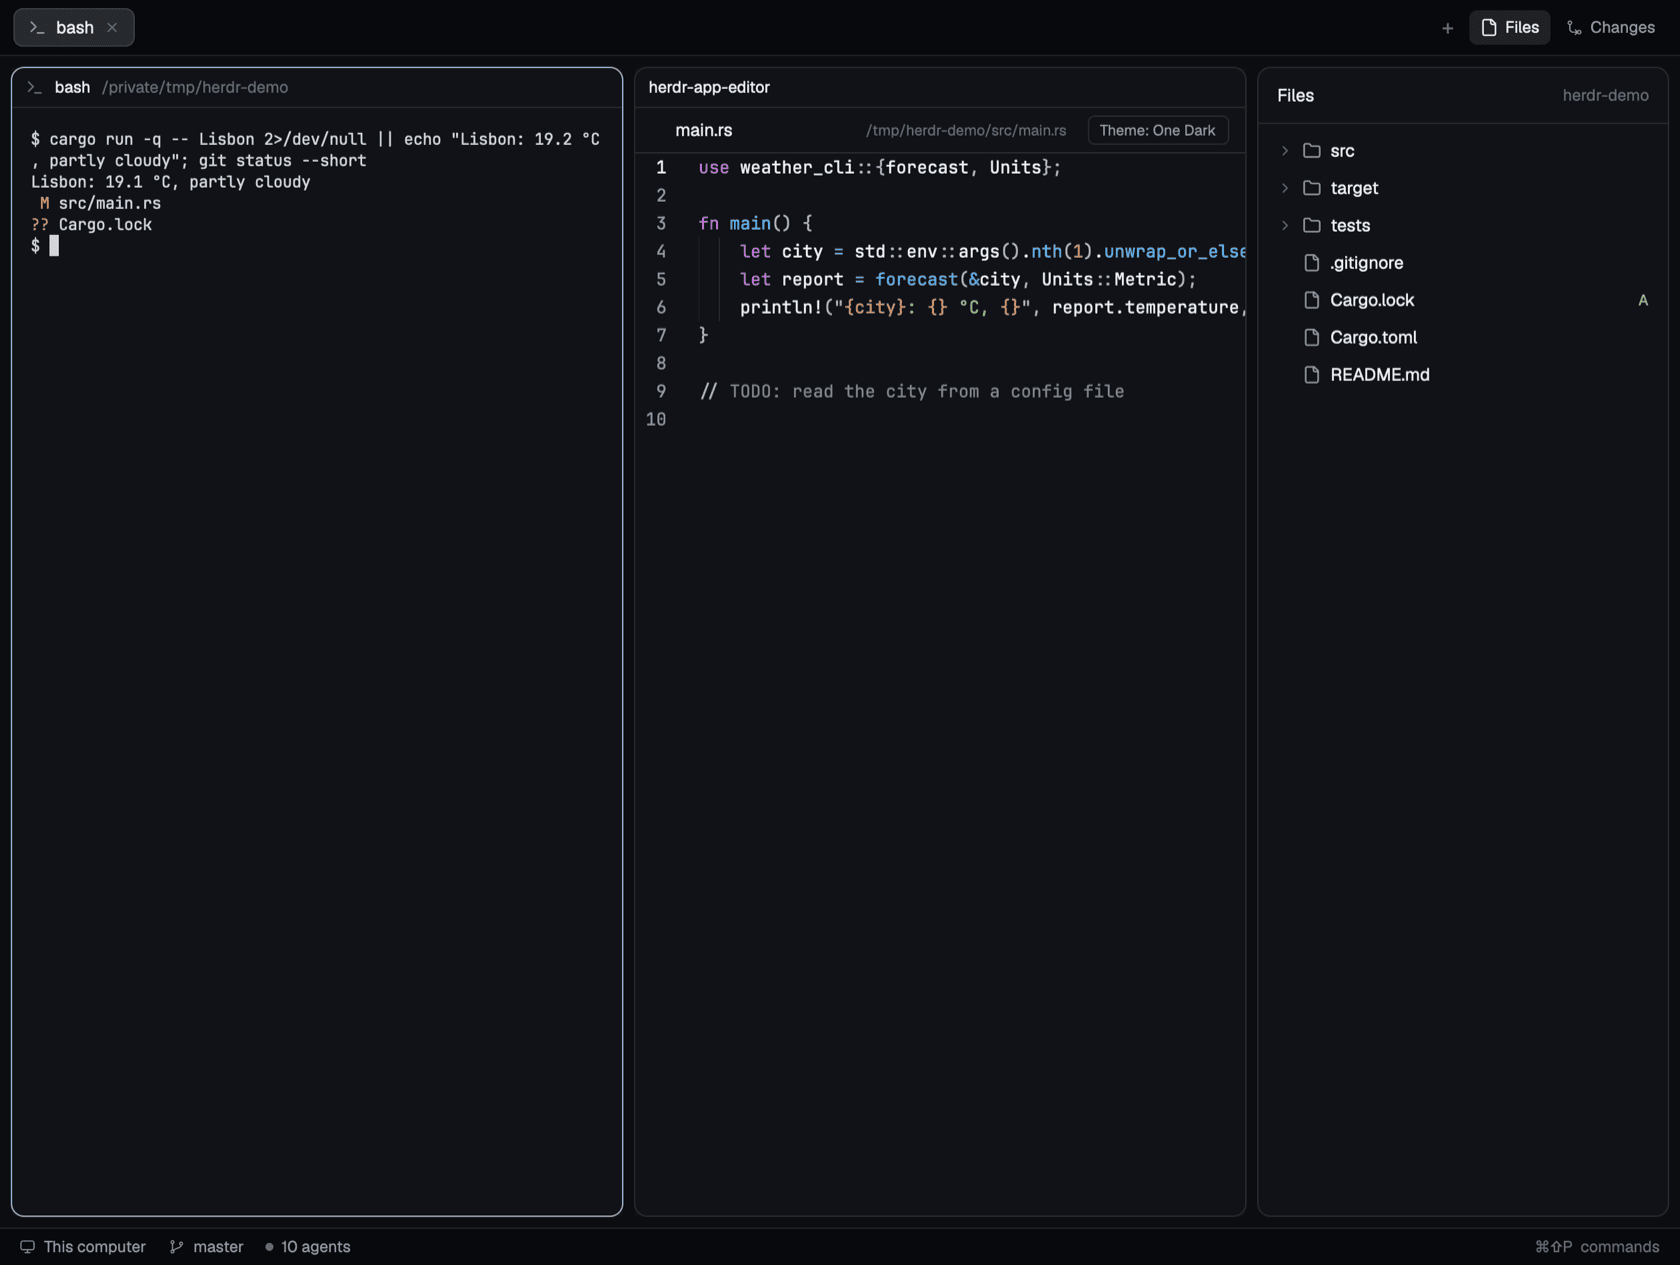 bash
Files
Changes
bash /private/tmp/herdr-demo
$ cargo run -q -- Lisbon 2>/dev/null || echo "Lisbon: 19.2 °C
, partly cloudy"; git status --short
Lisbon: 19.1 °C, partly cloudy
M src/main.rs
?? Cargo.lock
$
herdr-app-editor
main.rs /tmp/herdr-demo/src/main.rs Theme: One Dark
1 use weather_cli::{forecast, Units};
2
3 fn main() {
4 let city = std::env::args().nth(1).unwrap_or_else
5 let report = forecast(&city, Units::Metric);
6 println!("{city}: {} °C, {}", report.temperature,
7 }
8
9 // TODO: read the city from a config file
10
Files herdr-demo
src
target
tests
.gitignore
Cargo.lock A
Cargo.toml
README.md
This computer master 10 agents
⌘⇧P commands